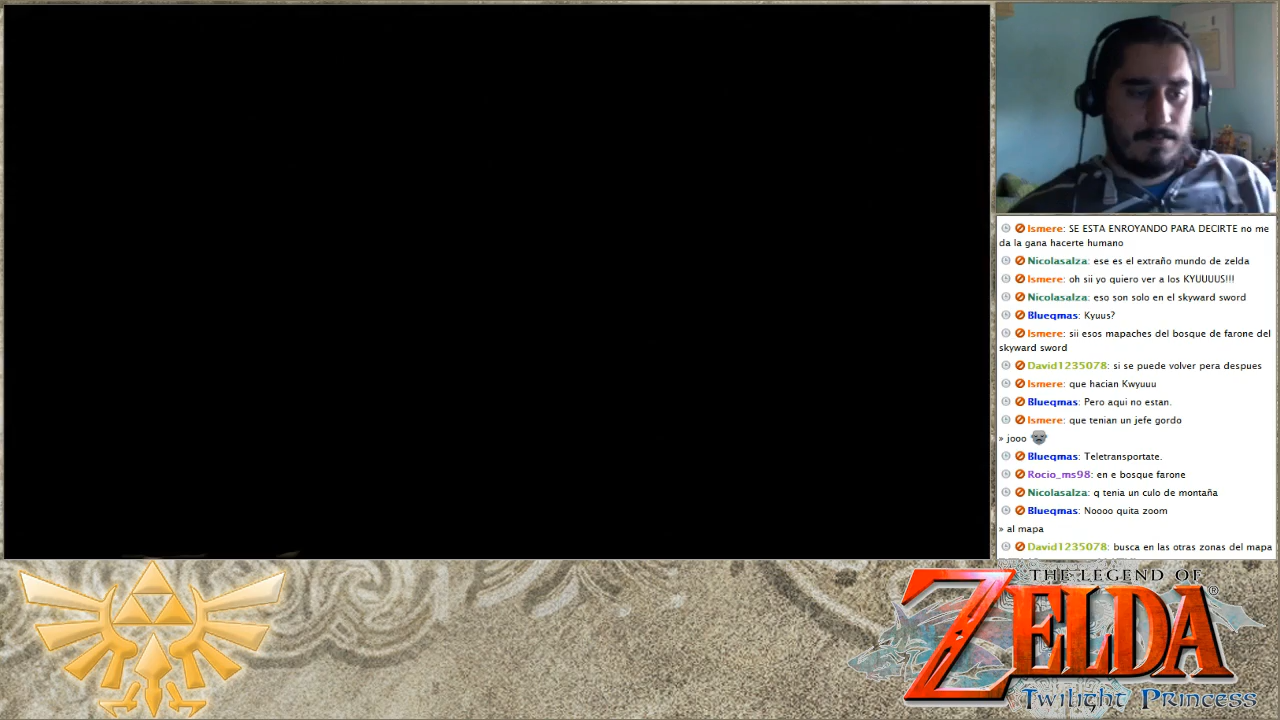 Ismere: SE ESTA ENROYANDO PARA DECIRTE no me
da la gana hacerte humano
Nicolasalza: ese es el extraño mundo de zelda
Ismere: oh sii yo quiero ver a los KYUUUUS!!!
Nicolasalza: eso son solo en el skyward sword
Blueqmas: Kyuus?
Ismere: sii esos mapaches del bosque de farone del
skyward sword
David1235078: si se puede volver pera despues
Ismere: que hacian Kwyuuu
Blueqmas: Pero aqui no estan.
Ismere: que tenian un jefe gordo
» jooo
Blueqmas: Teletransportate.
Rocio_ms98: en e bosque farone
Nicolasalza: q tenia un culo de montaña
Blueqmas: Noooo quita zoom
» al mapa
David1235078: busca en las otras zonas del mapa
THE LEGEND OF
ZELDA®
Twilight Princess